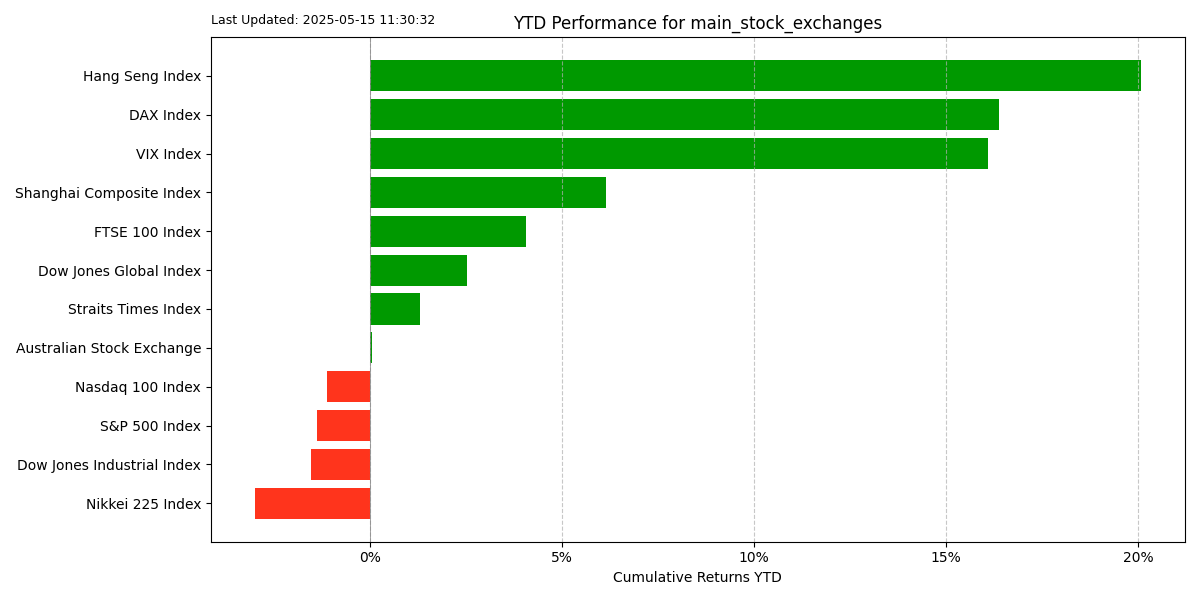 Last Updated: 2025-05-15 11:30:32
YTD Performance for main_stock_exchanges
Hang Seng Index
DAX Index
VIX Index
Shanghai Composite Index
FTSE 100 Index
Dow Jones Global Index
Straits Times Index
Australian Stock Exchange
Nasdaq 100 Index
S&P 500 Index
Dow Jones Industrial Index
Nikkei 225 Index
0% 5% 10% 15% 20%
Cumulative Returns YTD